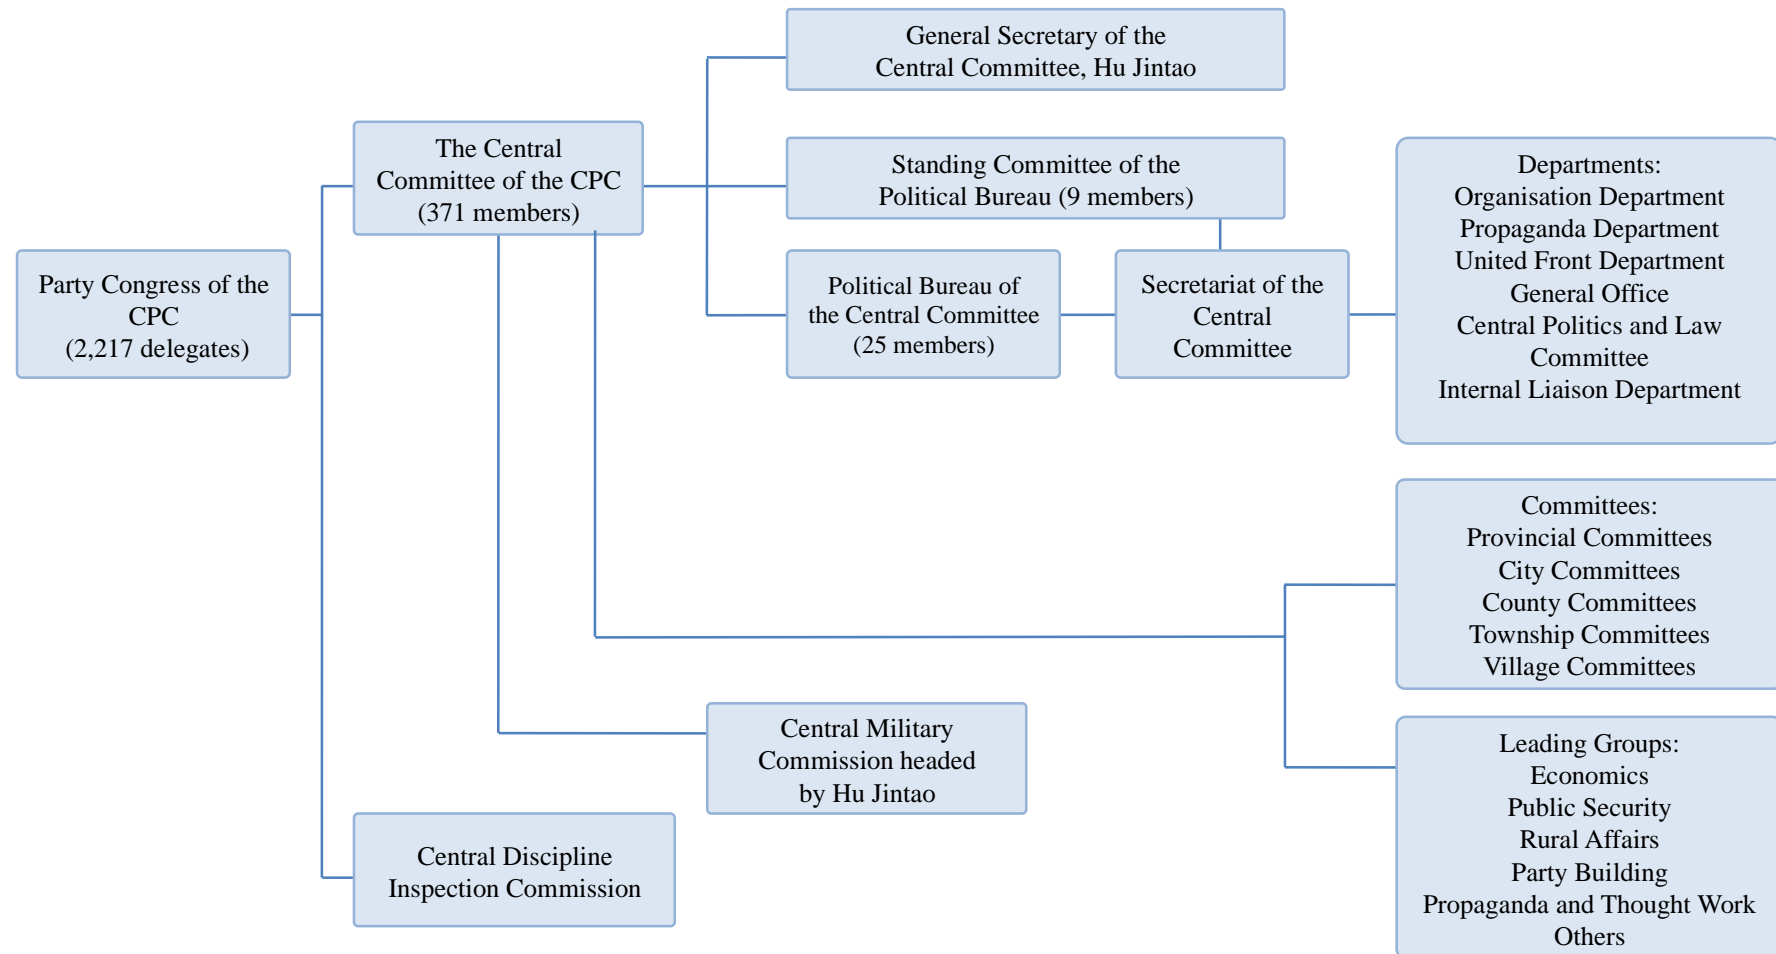 General Secretary of the
Central Committee, Hu Jintao
The Central
Committee of the CPC
(371 members)
Standing Committee of the
Political Bureau (9 members)
Departments:
Organisation Department
Propaganda Department
United Front Department
General Office
Central Politics and Law
Committee
Internal Liaison Department
Party Congress of the
CPC
(2,217 delegates)
Political Bureau of
the Central Committee
(25 members)
Secretariat of the
Central
Committee
Committees:
Provincial Committees
City Committees
County Committees
Township Committees
Village Committees
Central Military
Commission headed
by Hu Jintao
Leading Groups:
Economics
Public Security
Rural Affairs
Party Building
Propaganda and Thought Work
Others
Central Discipline
Inspection Commission